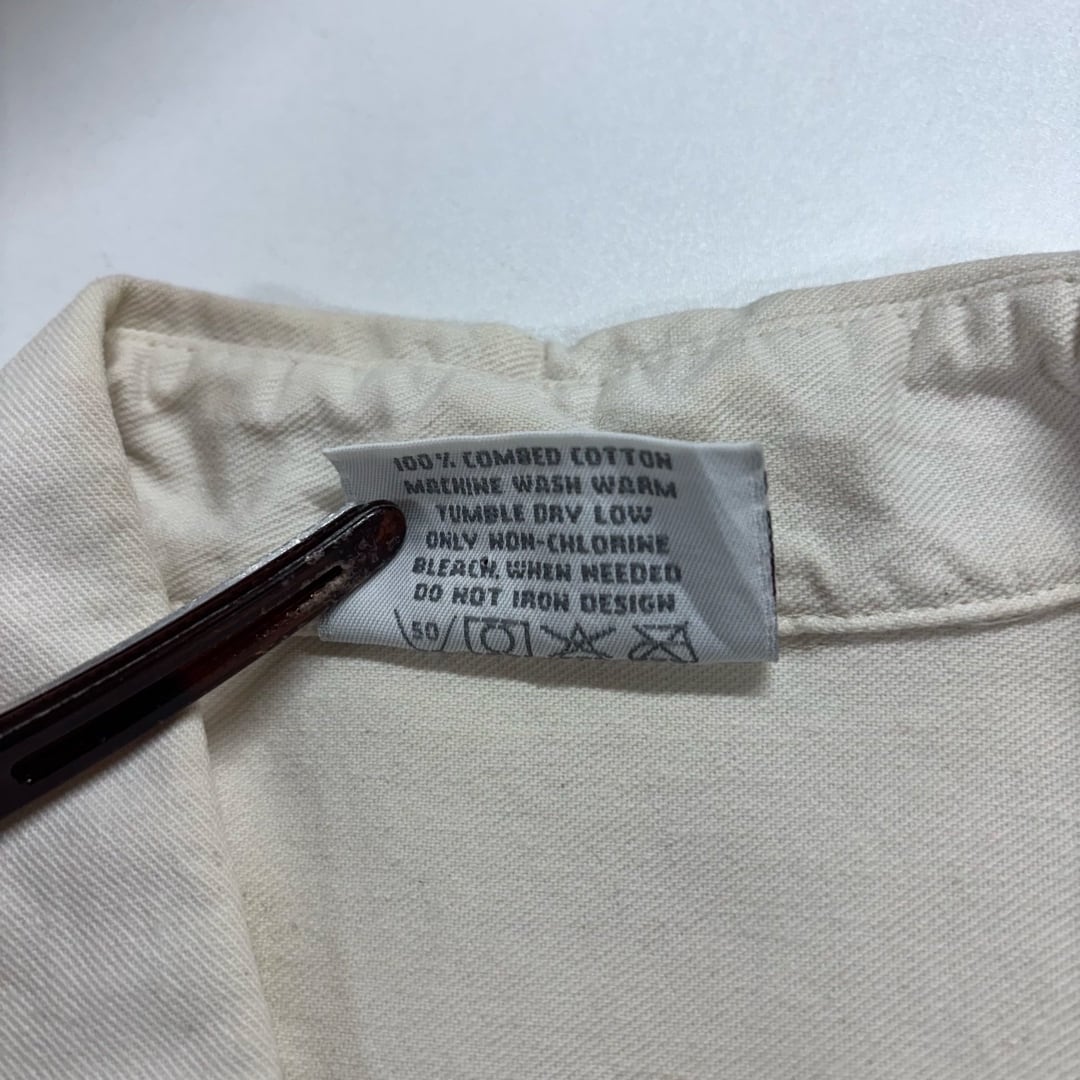 100% COMBED COTTON
MACHINE WASH WARM
TUMBLE DRY LOW
ONLY NON-CHLORINE
BLEACH, WHEN NEEDED
DO NOT IRON DESIGN
50